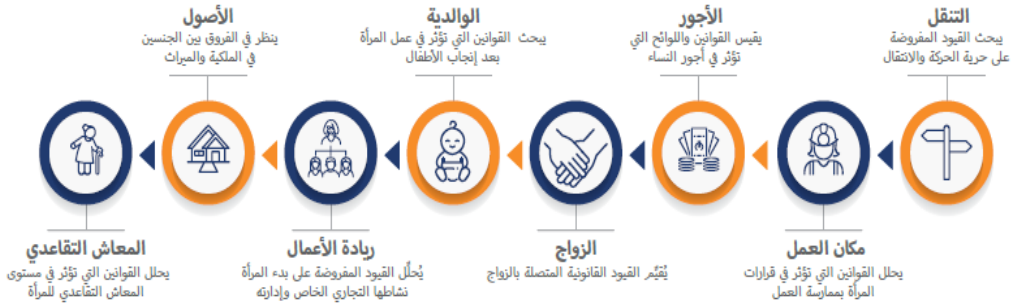 التنقل
يبحث القيود المفروضة
على حرية الحركة والانتقال
مكان العمل
يحلل القوانين التي تؤثر في قرارات
المرأة بممارسة العمل
الأجور
يقيس القوانين واللوائح التي
تؤثر في أجور النساء
الزواج
يُقيَّم القيود القانونية المتصلة بالزواج
الوالدية
يبحث القوانين التي تؤثر في عمل المرأة
بعد إنجاب الأطفال
ريادة الأعمال
يُحلَّل القيود المفروضة على بدء المرأة
نشاطها التجاري الخاص وإدارته
الأصول
ينظر في الفروق بين الجنسين
في الملكية والميراث
المعاش التقاعدي
يحلل القوانين التي تؤثر في مستوى
المعاش التقاعدي للمرأة